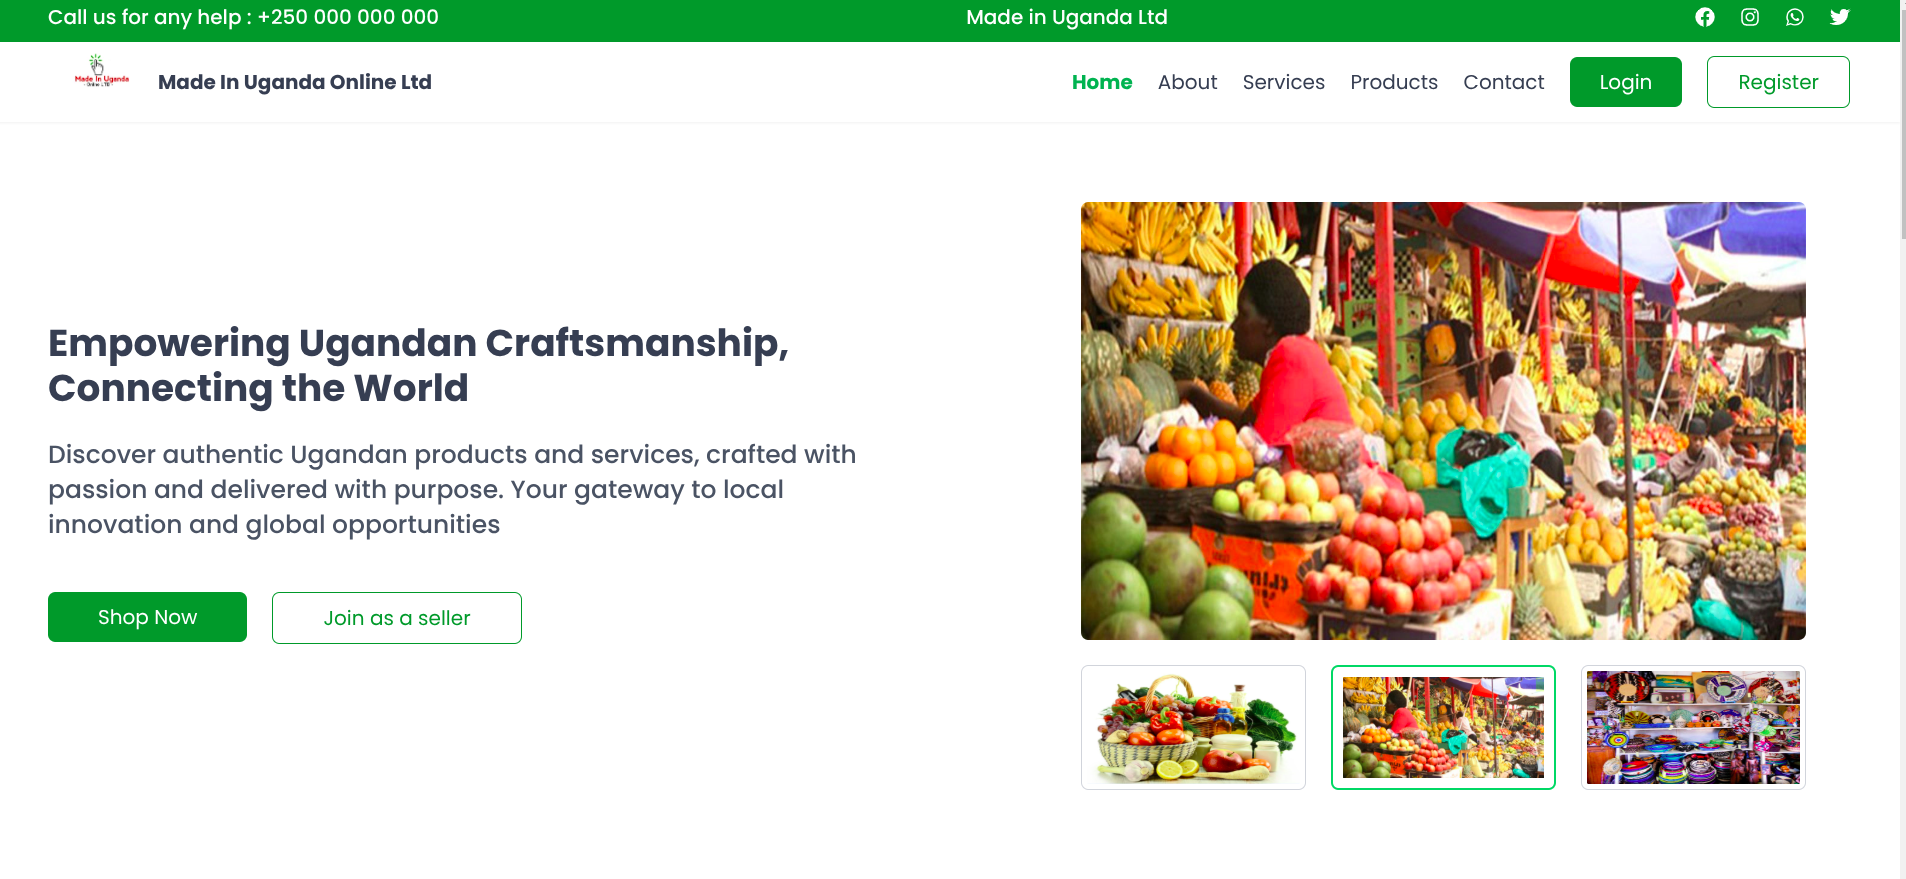 Call us for any help : +250 000 000 000
Made in Uganda Ltd
Made In Uganda
Online LTD
Made In Uganda Online Ltd
Home
About
Services
Products
Contact
Login
Register
Empowering Ugandan Craftsmanship,
Connecting the World
Discover authentic Ugandan products and services, crafted with
passion and delivered with purpose. Your gateway to local
innovation and global opportunities
Shop Now
Join as a seller